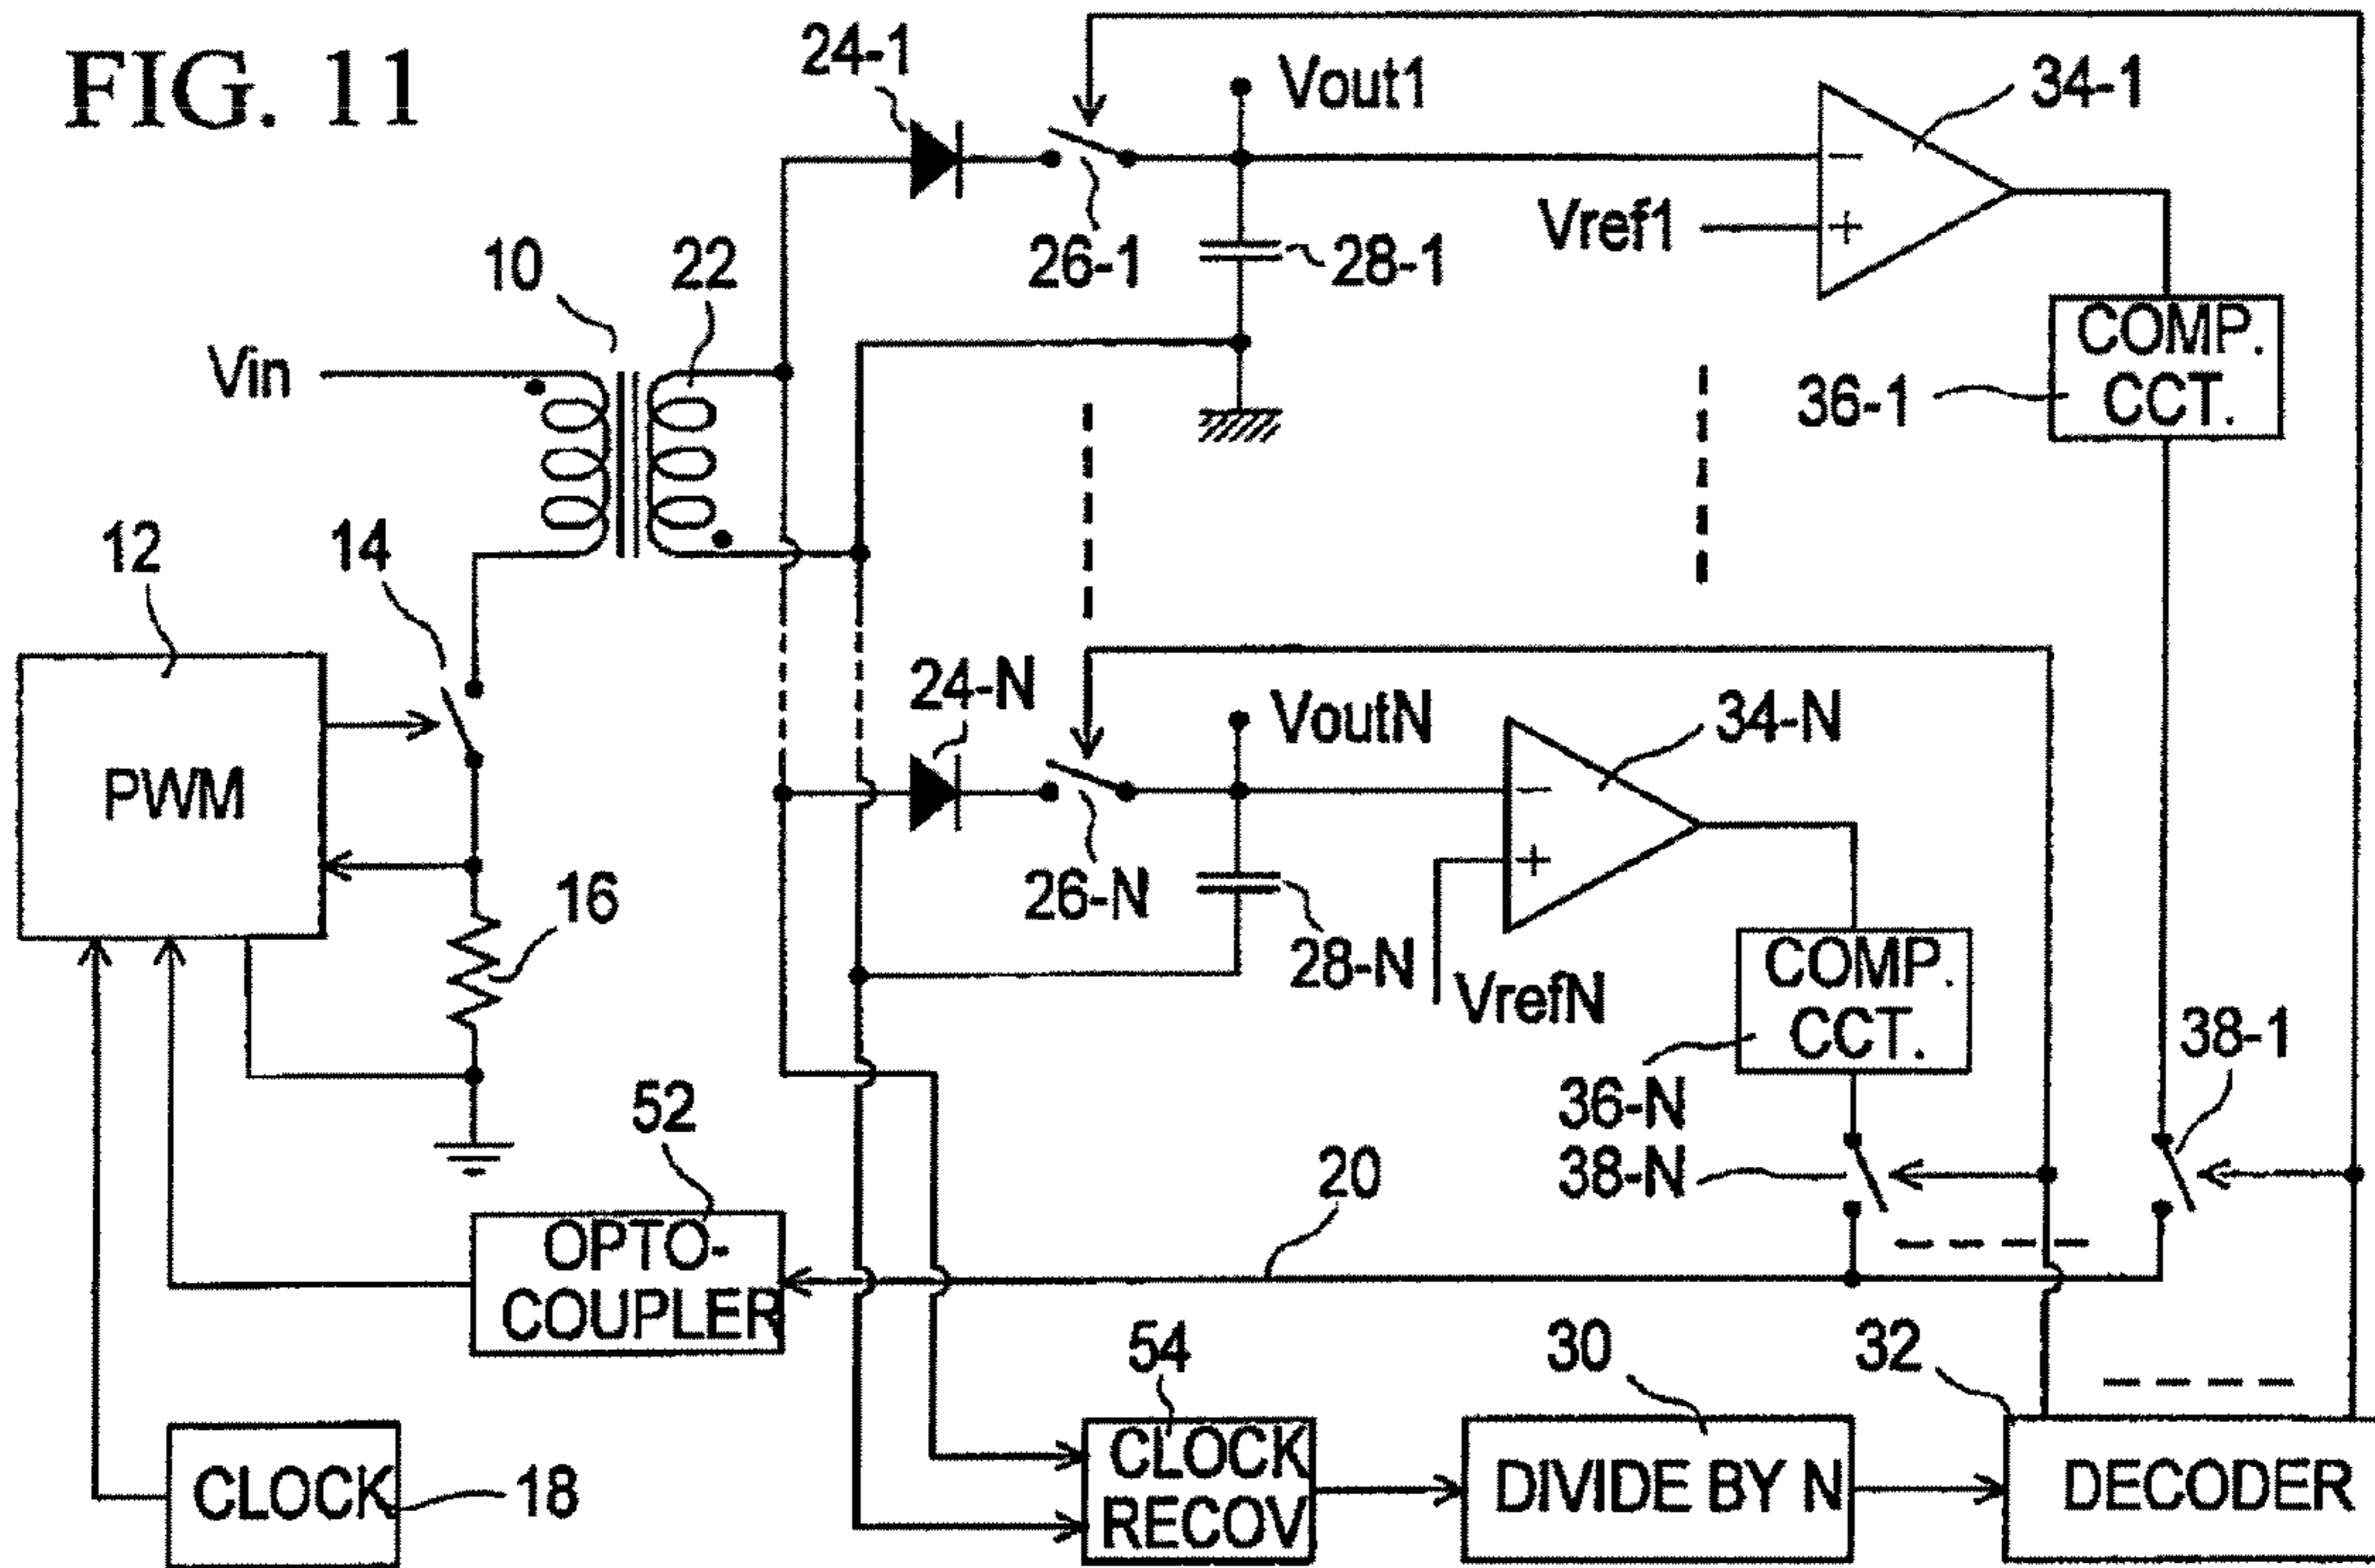 FIG. 11
24-1
Vout1
34-1
26-1
28-1
Vref1
10
22
Vin
COMP.
CCT.
36-1
12
14
PWM
16
24-N
VoutN
34-N
26-N
28-N
VrefN
COMP.
CCT.
36-N
38-N
38-1
52
20
OPTO-
COUPLER
54
30
32
CLOCK
18
CLOCK
RECOV
DIVIDE BY N
DECODER
−
+
−
+